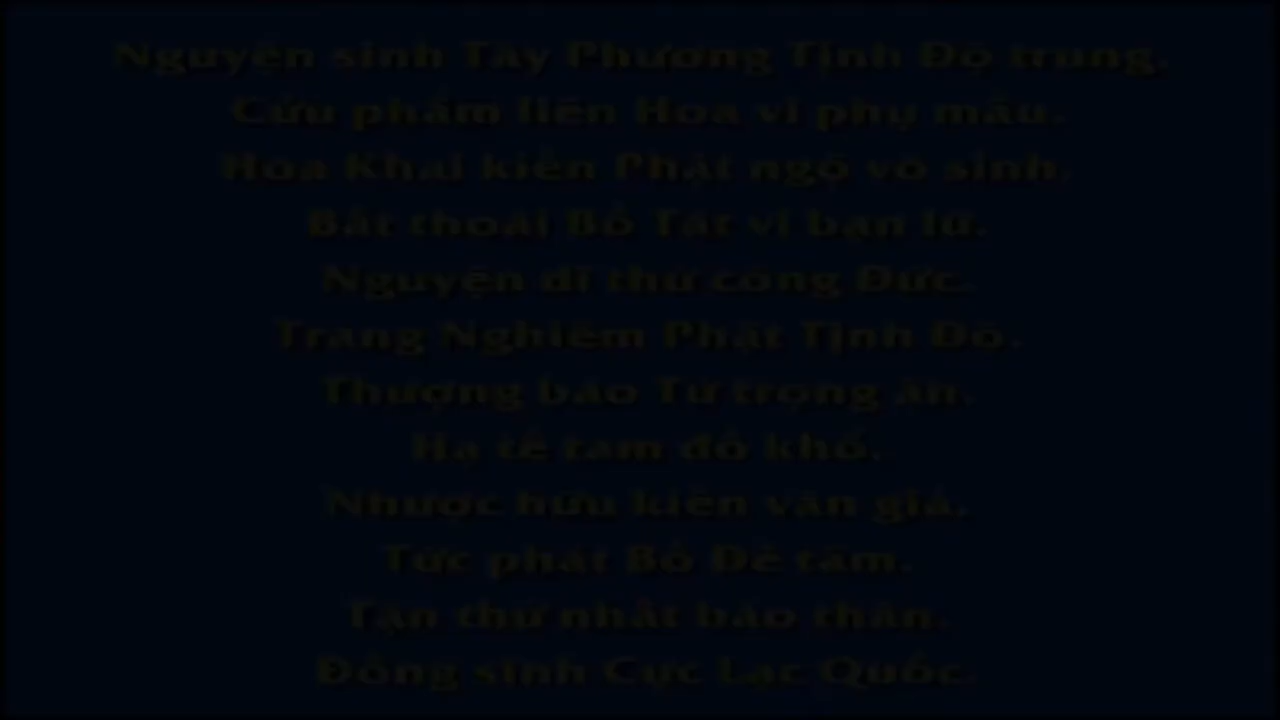 Nguyện sinh Tây Phương Tịnh Độ trung,
Cửu phẩm liên Hoa vi phụ mẫu.
Hoa Khai kiến Phật ngộ vô sinh,
Bất thoái Bồ Tát vi bạn lữ.
Nguyện dĩ thử công Đức.
Trang Nghiêm Phật Tịnh Độ.
Thượng báo Tứ trọng ân.
Hạ tế tam đồ khổ.
Nhược hữu kiến văn giả.
Tức phát Bồ Đề tâm.
Tận thử nhất báo thân.
Đồng sinh Cực Lạc Quốc.